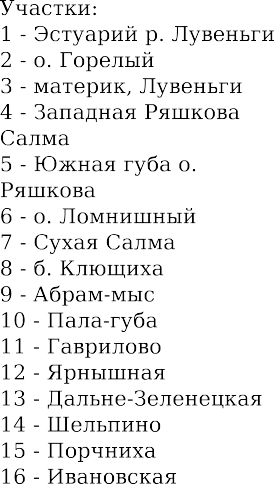 Участки:
1 - Эстуарий р. Лувеньги
2 - о. Горелый
3 - материк, Лувеньги
4 - Западная Ряшкова
Салма
5 - Южная губа о.
Ряшкова
6 - о. Ломнишный
7 - Сухая Салма
8 - б. Клющиха
9 - Абрам-мыс
10 - Пала-губа
11 - Гаврилово
12 - Ярнышная
13 - Дальне-Зеленецкая
14 - Шельпино
15 - Порчниха
16 - Ивановская